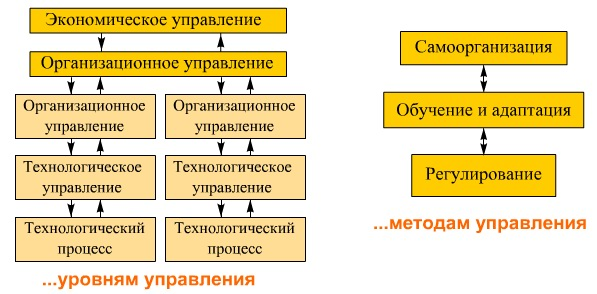 Экономическое управление
Организационное управление
Организационное
управление
Организационное
управление
Технологическое
управление
Технологическое
управление
Технологический
процесс
Технологический
процесс
...уровням управления
Самоорганизация
Обучение и адаптация
Регулирование
...методам управления